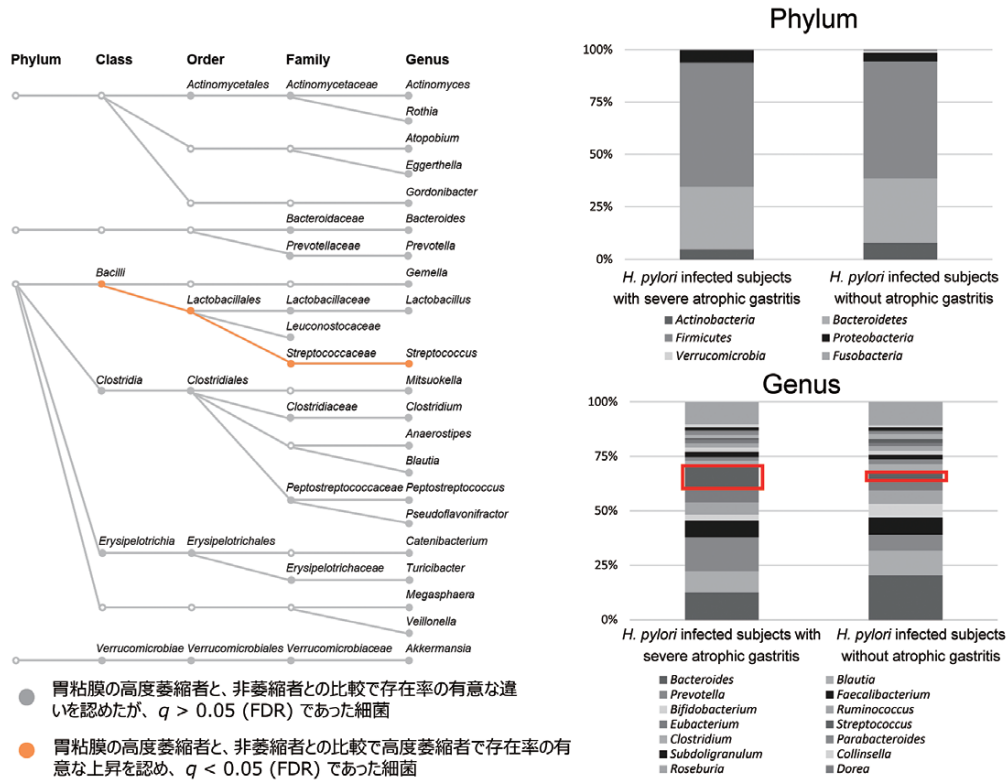 Phylum Class Order Family Genus
Actinomycetales Actinomycetaceae Actinomyces
Rothia
Atopobium
Eggerthella
Gordonibacter
Bacteroidaceae Bacteroides
Prevotellaceae Prevotella
Bacilli Gemella
Lactobacillales Lactobacillaceae Lactobacillus
Leuconostocaceae
Streptococcaceae Streptococcus
Clostridia Clostridiales Mitsuokella
Clostridiaceae Clostridium
Anaerostipes
Blautia
Peptostreptococcaceae Peptostreptococcus
Pseudoflavonifractor
Erysipelotrichia Erysipelotrichales Catenibacterium
Erysipelotrichaceae Turicibacter
Megasphaera
Veillonella
Verrucomicrobiae Verrucomicrobiales Verrucomicrobiaceae Akkermansia
胃粘膜の高度萎縮者と、非萎縮者との比較で存在率の有意な違
いを認めたが、q > 0.05 (FDR) であった細菌
胃粘膜の高度萎縮者と、非萎縮者との比較で高度萎縮者で存在率の有
意な上昇を認め、q < 0.05 (FDR) であった細菌
Phylum
100%
75%
50%
25%
0%
H. pylori infected subjects H. pylori infected subjects
with severe atrophic gastritis without atrophic gastritis
Actinobacteria Bacteroidetes
Firmicutes Proteobacteria
Verrucomicrobia Fusobacteria
Genus
100%
75%
50%
25%
0%
H. pylori infected subjects with H. pylori infected subjects
severe atrophic gastritis without atrophic gastritis
Bacteroides Blautia
Prevotella Faecalibacterium
Bifidobacterium Ruminococcus
Eubacterium Streptococcus
Clostridium Parabacteroides
Subdoligranulum Collinsella
Roseburia Dorea